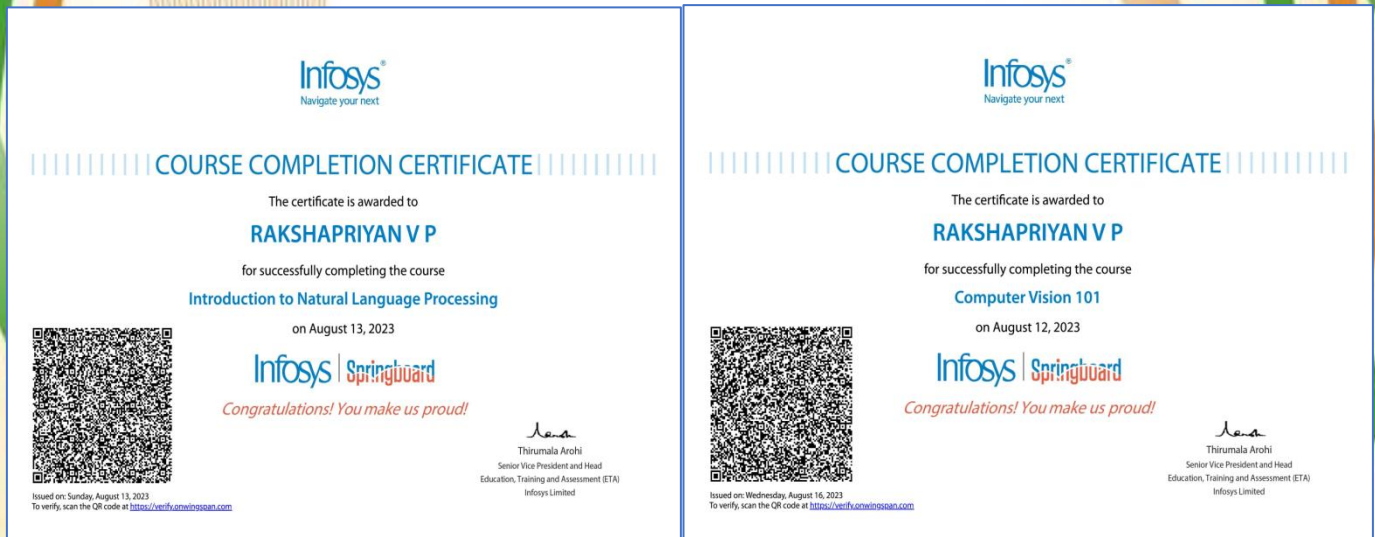 Infosys®
Navigate your next
COURSE COMPLETION CERTIFICATE
The certificate is awarded to
RAKSHAPRIYAN V P
for successfully completing the course
Introduction to Natural Language Processing
on August 13, 2023
Infosys | Springboard
Congratulations! You make us proud!
Thirumala Arohi
Senior Vice President and Head
Education, Training and Assessment (ETA)
Infosys Limited
Issued on: Sunday, August 13, 2023
To verify, scan the QR code at https://verify.onwingspan.com
Infosys®
Navigate your next
COURSE COMPLETION CERTIFICATE
The certificate is awarded to
RAKSHAPRIYAN V P
for successfully completing the course
Computer Vision 101
on August 12, 2023
Infosys | Springboard
Congratulations! You make us proud!
Thirumala Arohi
Senior Vice President and Head
Education, Training and Assessment (ETA)
Infosys Limited
Issued on: Wednesday, August 16, 2023
To verify, scan the QR code at https://verify.onwingspan.com